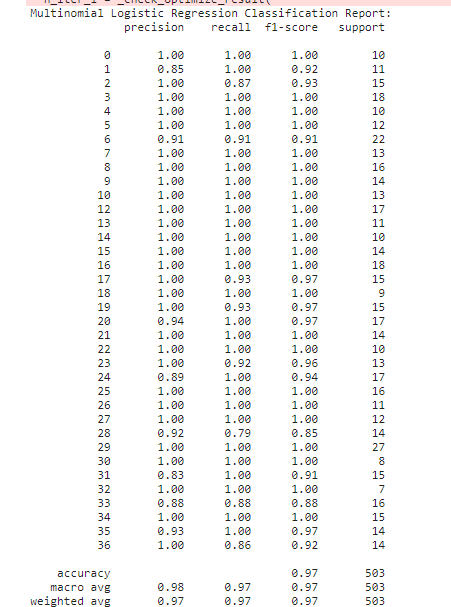 n_iter_i = _check_optimize_result(
Multinomial Logistic Regression Classification Report:
precision recall f1-score support
0 1.00 1.00 1.00 10
1 0.85 1.00 0.92 11
2 1.00 0.87 0.93 15
3 1.00 1.00 1.00 18
4 1.00 1.00 1.00 10
5 1.00 1.00 1.00 12
6 0.91 0.91 0.91 22
7 1.00 1.00 1.00 13
8 1.00 1.00 1.00 16
9 1.00 1.00 1.00 14
10 1.00 1.00 1.00 13
12 1.00 1.00 1.00 17
13 1.00 1.00 1.00 11
14 1.00 1.00 1.00 10
15 1.00 1.00 1.00 14
16 1.00 1.00 1.00 18
17 1.00 0.93 0.97 15
18 1.00 1.00 1.00 9
19 1.00 0.93 0.97 15
20 0.94 1.00 0.97 17
21 1.00 1.00 1.00 14
22 1.00 1.00 1.00 10
23 1.00 0.92 0.96 13
24 0.89 1.00 0.94 17
25 1.00 1.00 1.00 16
26 1.00 1.00 1.00 11
27 1.00 1.00 1.00 12
28 0.92 0.79 0.85 14
29 1.00 1.00 1.00 27
30 1.00 1.00 1.00 8
31 0.83 1.00 0.91 15
32 1.00 1.00 1.00 7
33 0.88 0.88 0.88 16
34 1.00 1.00 1.00 15
35 0.93 1.00 0.97 14
36 1.00 0.86 0.92 14
accuracy 0.97 503
macro avg 0.98 0.97 0.97 503
weighted avg 0.97 0.97 0.97 503